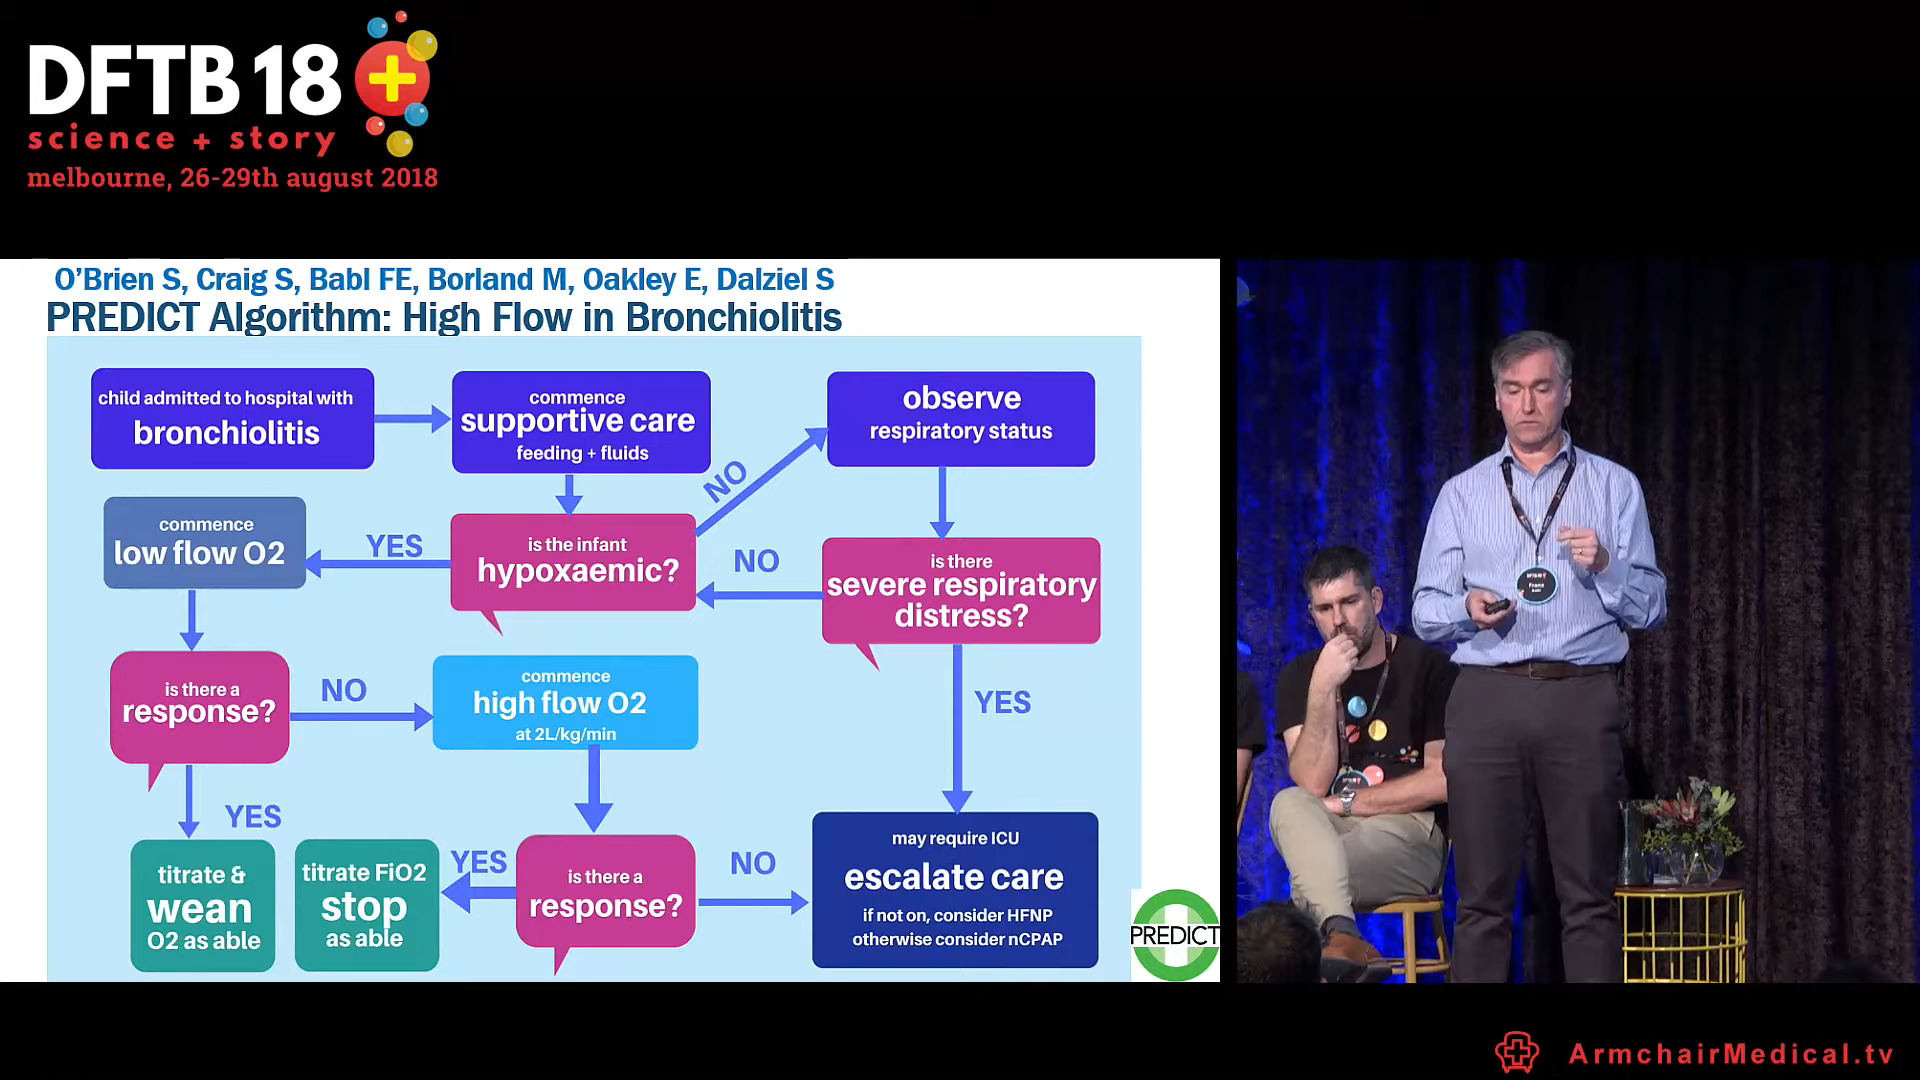 DFTB 18
science + story
melbourne, 26-29th august 2018
O'Brien S, Craig S, Babl FE, Borland M, Oakley E, Dalziel S
PREDICT Algorithm: High Flow in Bronchiolitis
child admitted to hospital with
bronchiolitis
commence
supportive care
feeding + fluids
observe
respiratory status
NO
commence
low flow O2
YES
is the infant
hypoxaemic?
NO
is there
severe respiratory
distress?
is there a
response?
NO
commence
high flow O2
at 2L/kg/min
YES
YES
titrate &
wean
O2 as able
titrate FiO2
stop
as able
YES
is there a
response?
NO
may require ICU
escalate care
if not on, consider HFNP
otherwise consider nCPAP
PREDICT
Franz
ArmchairMedical.tv